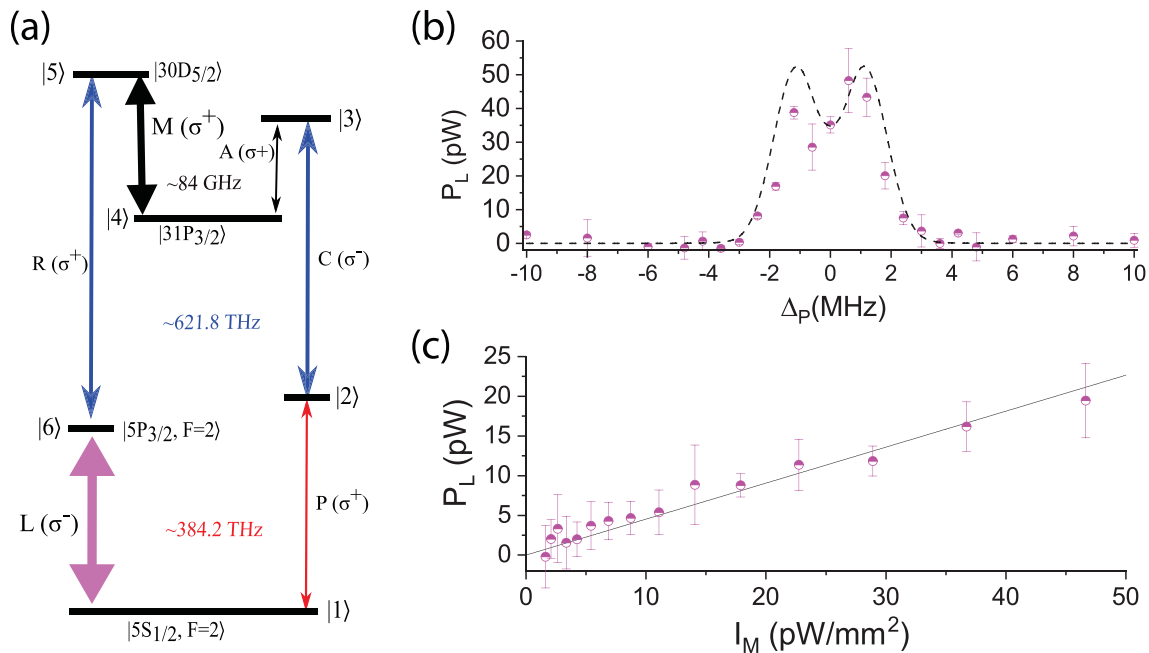 (a)
|5⟩ |30D5/2⟩
M (σ+)
|3⟩
A (σ+)
~84 GHz
|4⟩
|31P3/2⟩
R (σ+)
C (σ-)
~621.8 THz
|2⟩
|6⟩ |5P3/2, F=2⟩
P (σ+)
L (σ-)
~384.2 THz
|1⟩
|5S1/2, F=2⟩
(b)
60
50
40
30
20
10
0
PL (pW)
-10 -8 -6 -4 -2 0 2 4 6 8 10
ΔP(MHz)
(c)
25
20
15
10
5
0
PL (pW)
0 10 20 30 40 50
IM (pW/mm2)